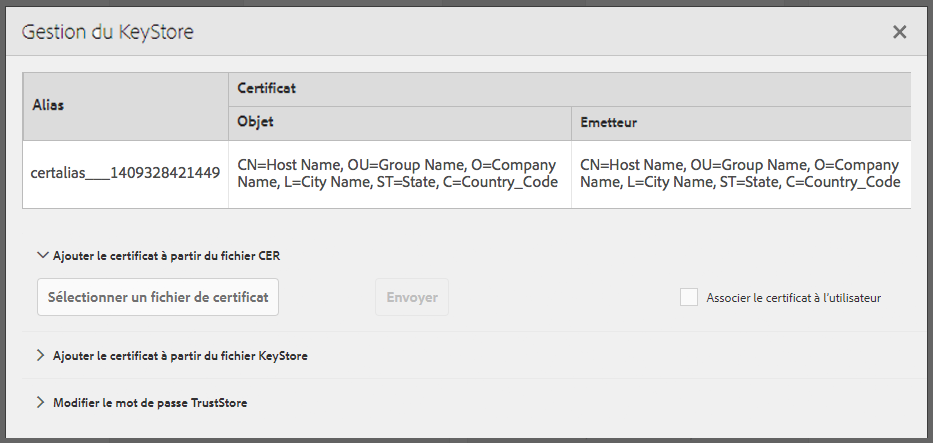 Gestion du KeyStore
Alias
Certificat
Objet
Emetteur
certalias___1409328421449
CN=Host Name, OU=Group Name, O=Company
Name, L=City Name, ST=State, C=Country_Code
CN=Host Name, OU=Group Name, O=Company
Name, L=City Name, ST=State, C=Country_Code
Ajouter le certificat à partir du fichier CER
Sélectionner un fichier de certificat
Envoyer
Associer le certificat à l'utilisateur
Ajouter le certificat à partir du fichier KeyStore
Modifier le mot de passe TrustStore